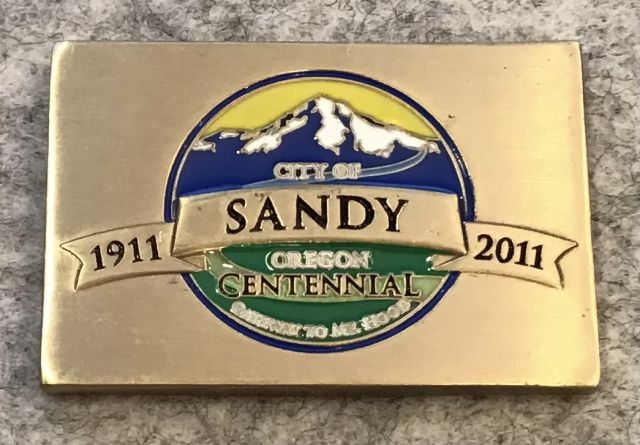 CITY OF
SANDY
1911 2011
OREGON
CENTENNIAL
GATEWAY TO MT. HOOD